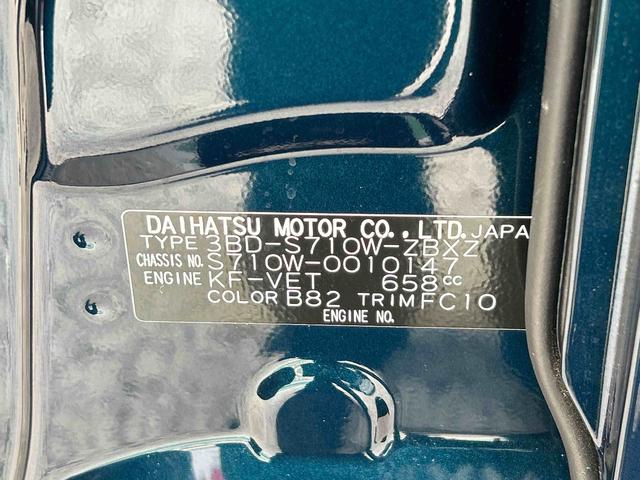 DAIHATSU MOTOR CO., LTD. JAPA
TYPE 3BD-S710W-ZBXZ
CHASSIS NO. S710W-0010147
ENGINE KF-VET 658cc
COLOR B82 TRIM FC10
ENGINE NO.